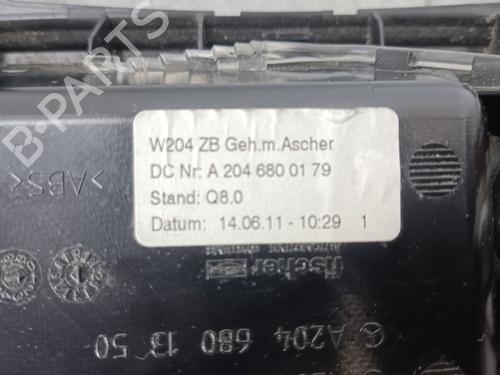 W204 ZB Geh.m.Ascher
DC Nr: A 204 680 01 79
Stand: Q8.0
Datum: 14.06.11 - 10:29 1
>ABS<
fischer
A204 680 13 50
B-PARTS